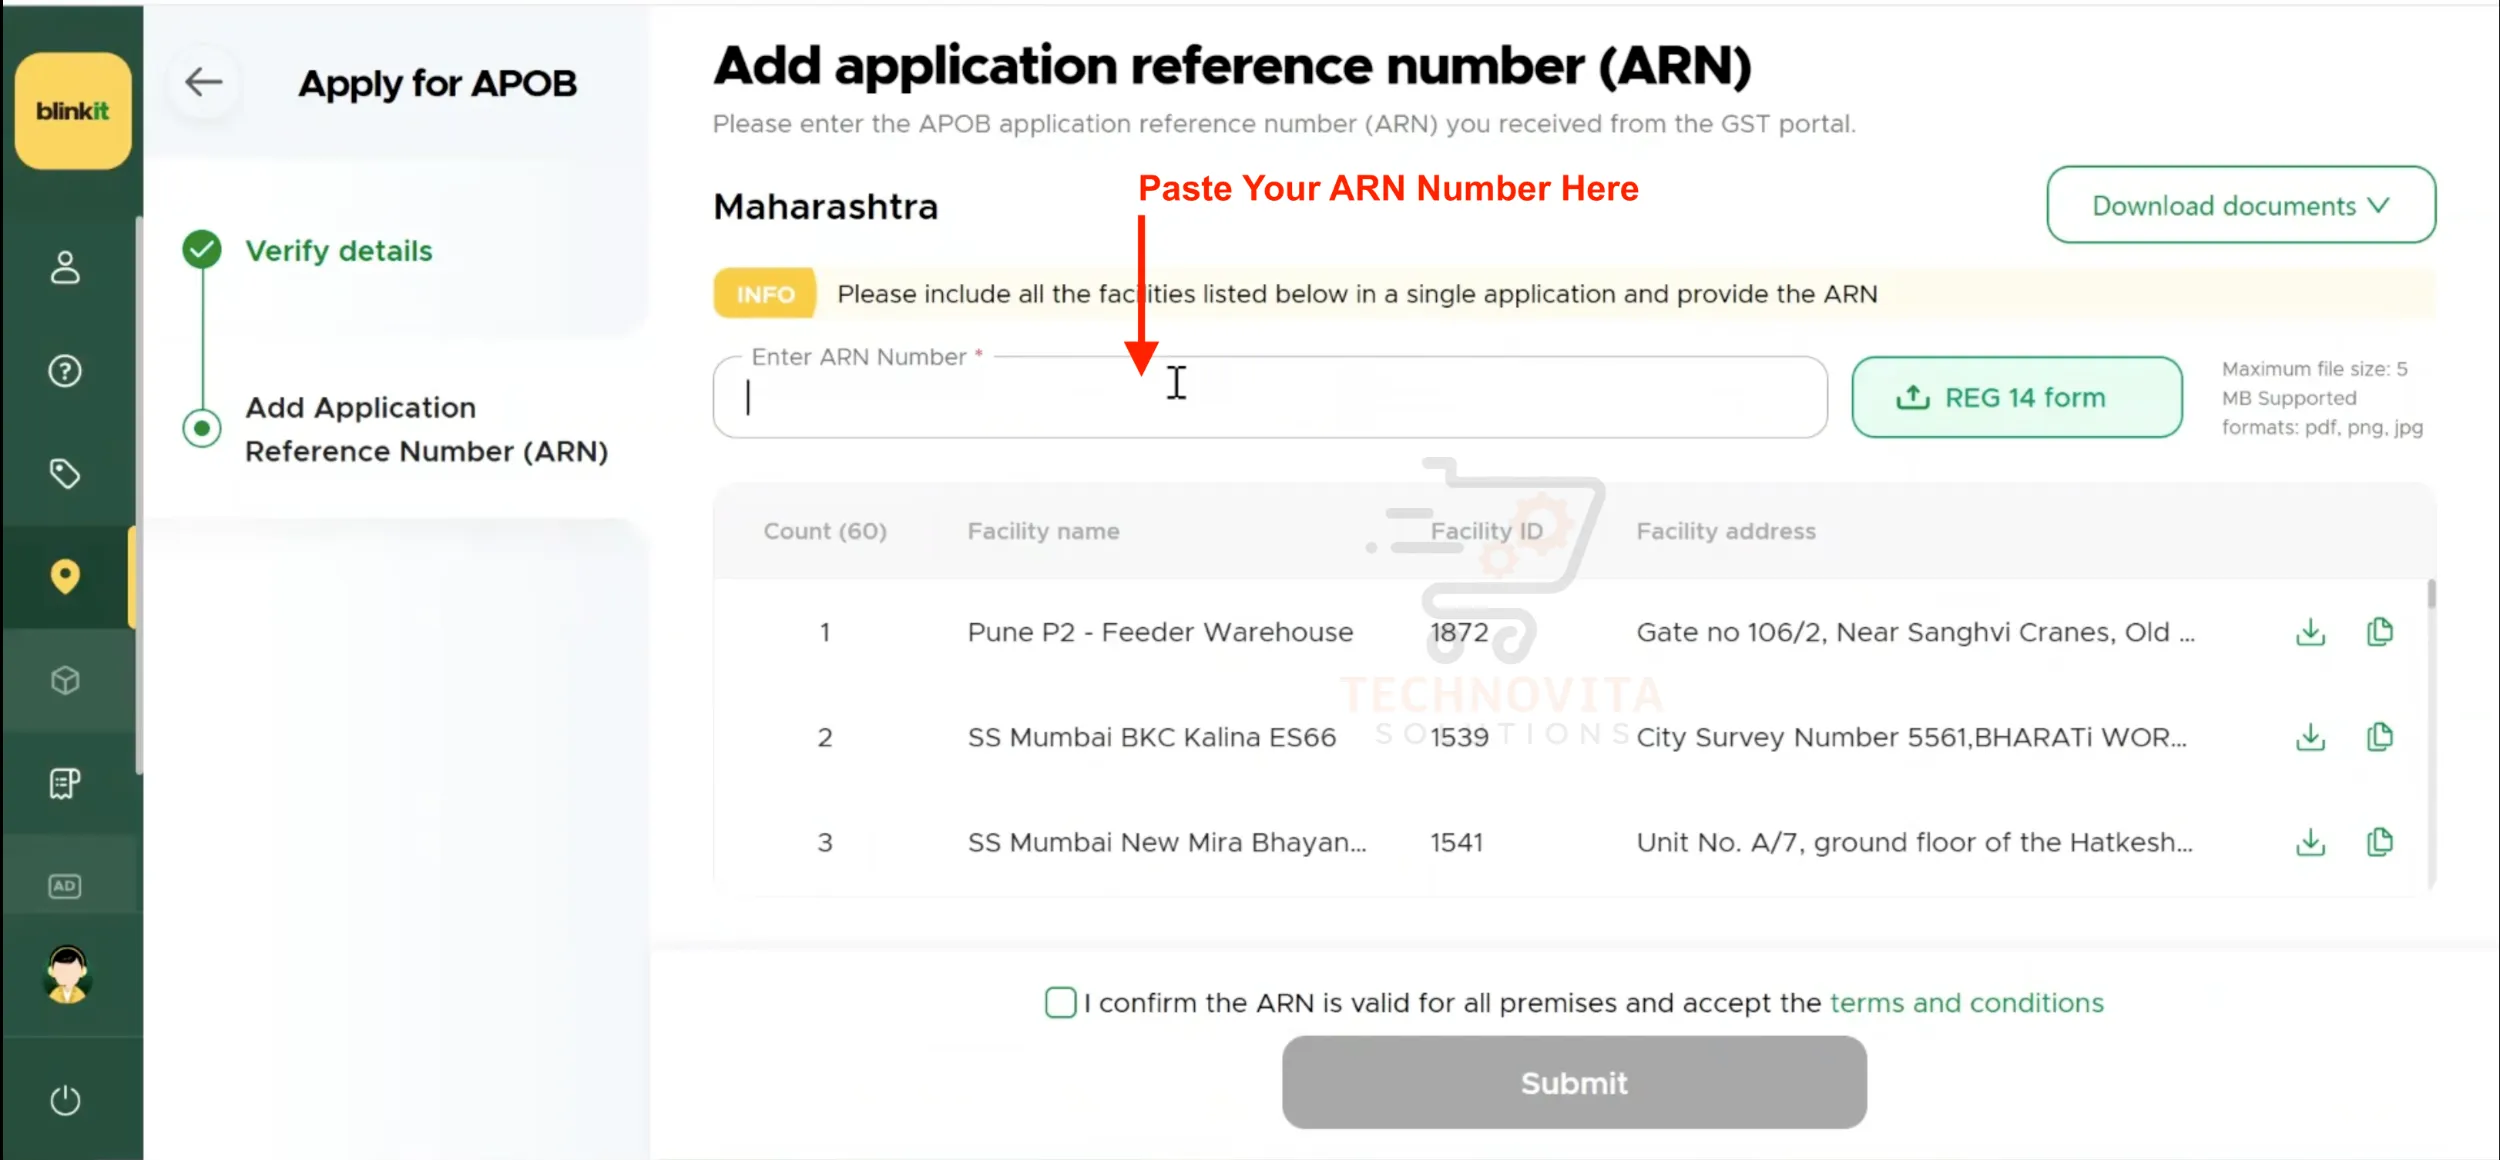 blinkit
Apply for APOB
Verify details
Add Application
Reference Number (ARN)
AD
Add application reference number (ARN)
Please enter the APOB application reference number (ARN) you received from the GST portal.
Paste Your ARN Number Here
Maharashtra
Download documents
INFO Please include all the facilities listed below in a single application and provide the ARN
Enter ARN Number *
REG 14 form
Maximum file size: 5
MB Supported
formats: pdf, png, jpg
Count (60) Facility name Facility ID Facility address
1 Pune P2 - Feeder Warehouse 1872 Gate no 106/2, Near Sanghvi Cranes, Old ...
TECHNOVITA
SOLUTIONS
2 SS Mumbai BKC Kalina ES66 1539 City Survey Number 5561,BHARATi WOR...
3 SS Mumbai New Mira Bhayan... 1541 Unit No. A/7, ground floor of the Hatkesh...
I confirm the ARN is valid for all premises and accept the terms and conditions
Submit